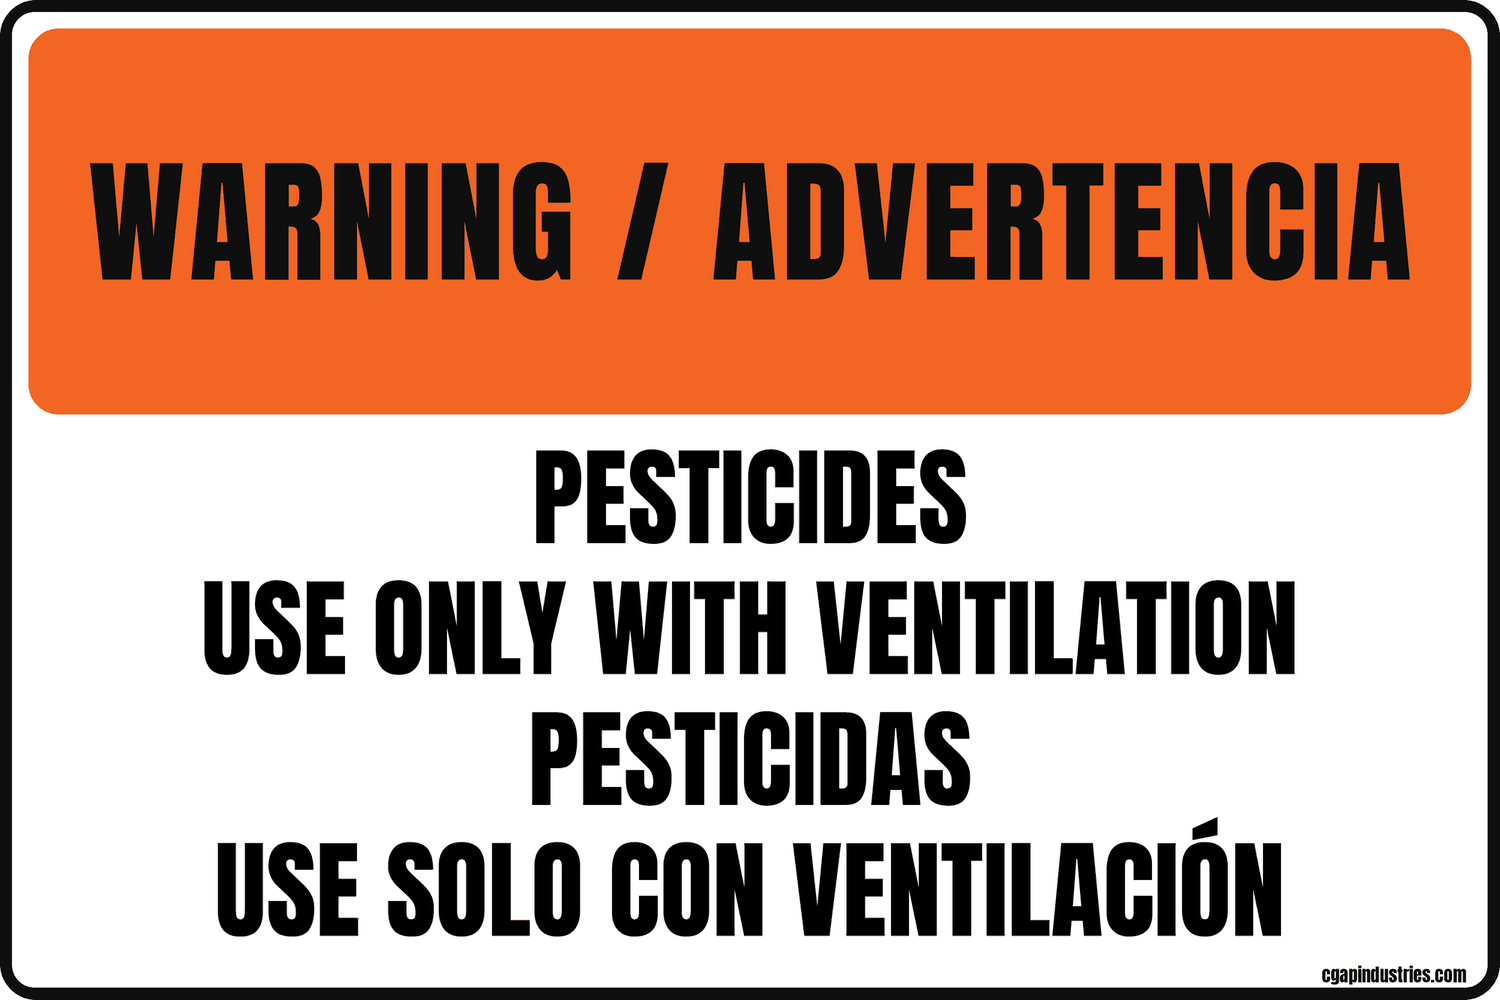 WARNING / ADVERTENCIA
PESTICIDES
USE ONLY WITH VENTILATION
PESTICIDAS
USE SOLO CON VENTILACIÓN
cgapindustries.com